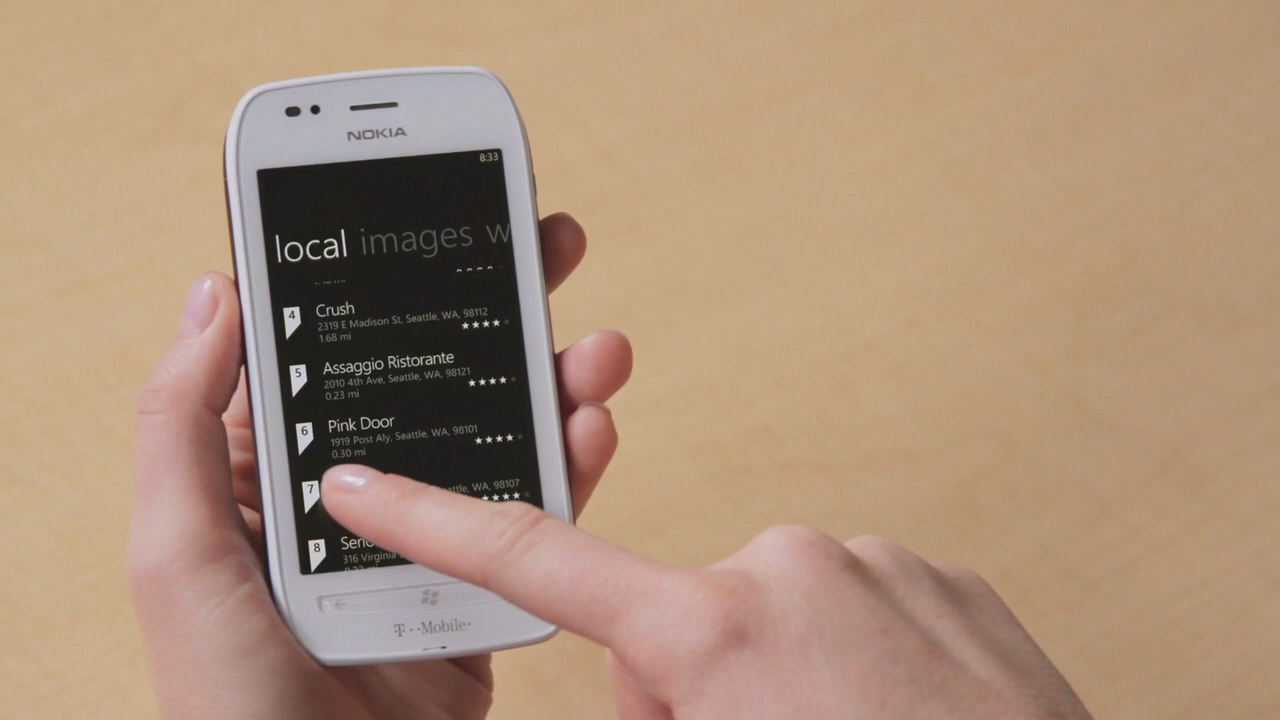 NOKIA
8:33
local images w
4
Crush
2319 E Madison St, Seattle, WA, 98112
1.68 mi
5
Assaggio Ristorante
2010 4th Ave, Seattle, WA, 98121
0.23 mi
6
Pink Door
1919 Post Aly, Seattle, WA, 98101
0.30 mi
7
WA, 98107
8
316 Virginia
T··Mobile·